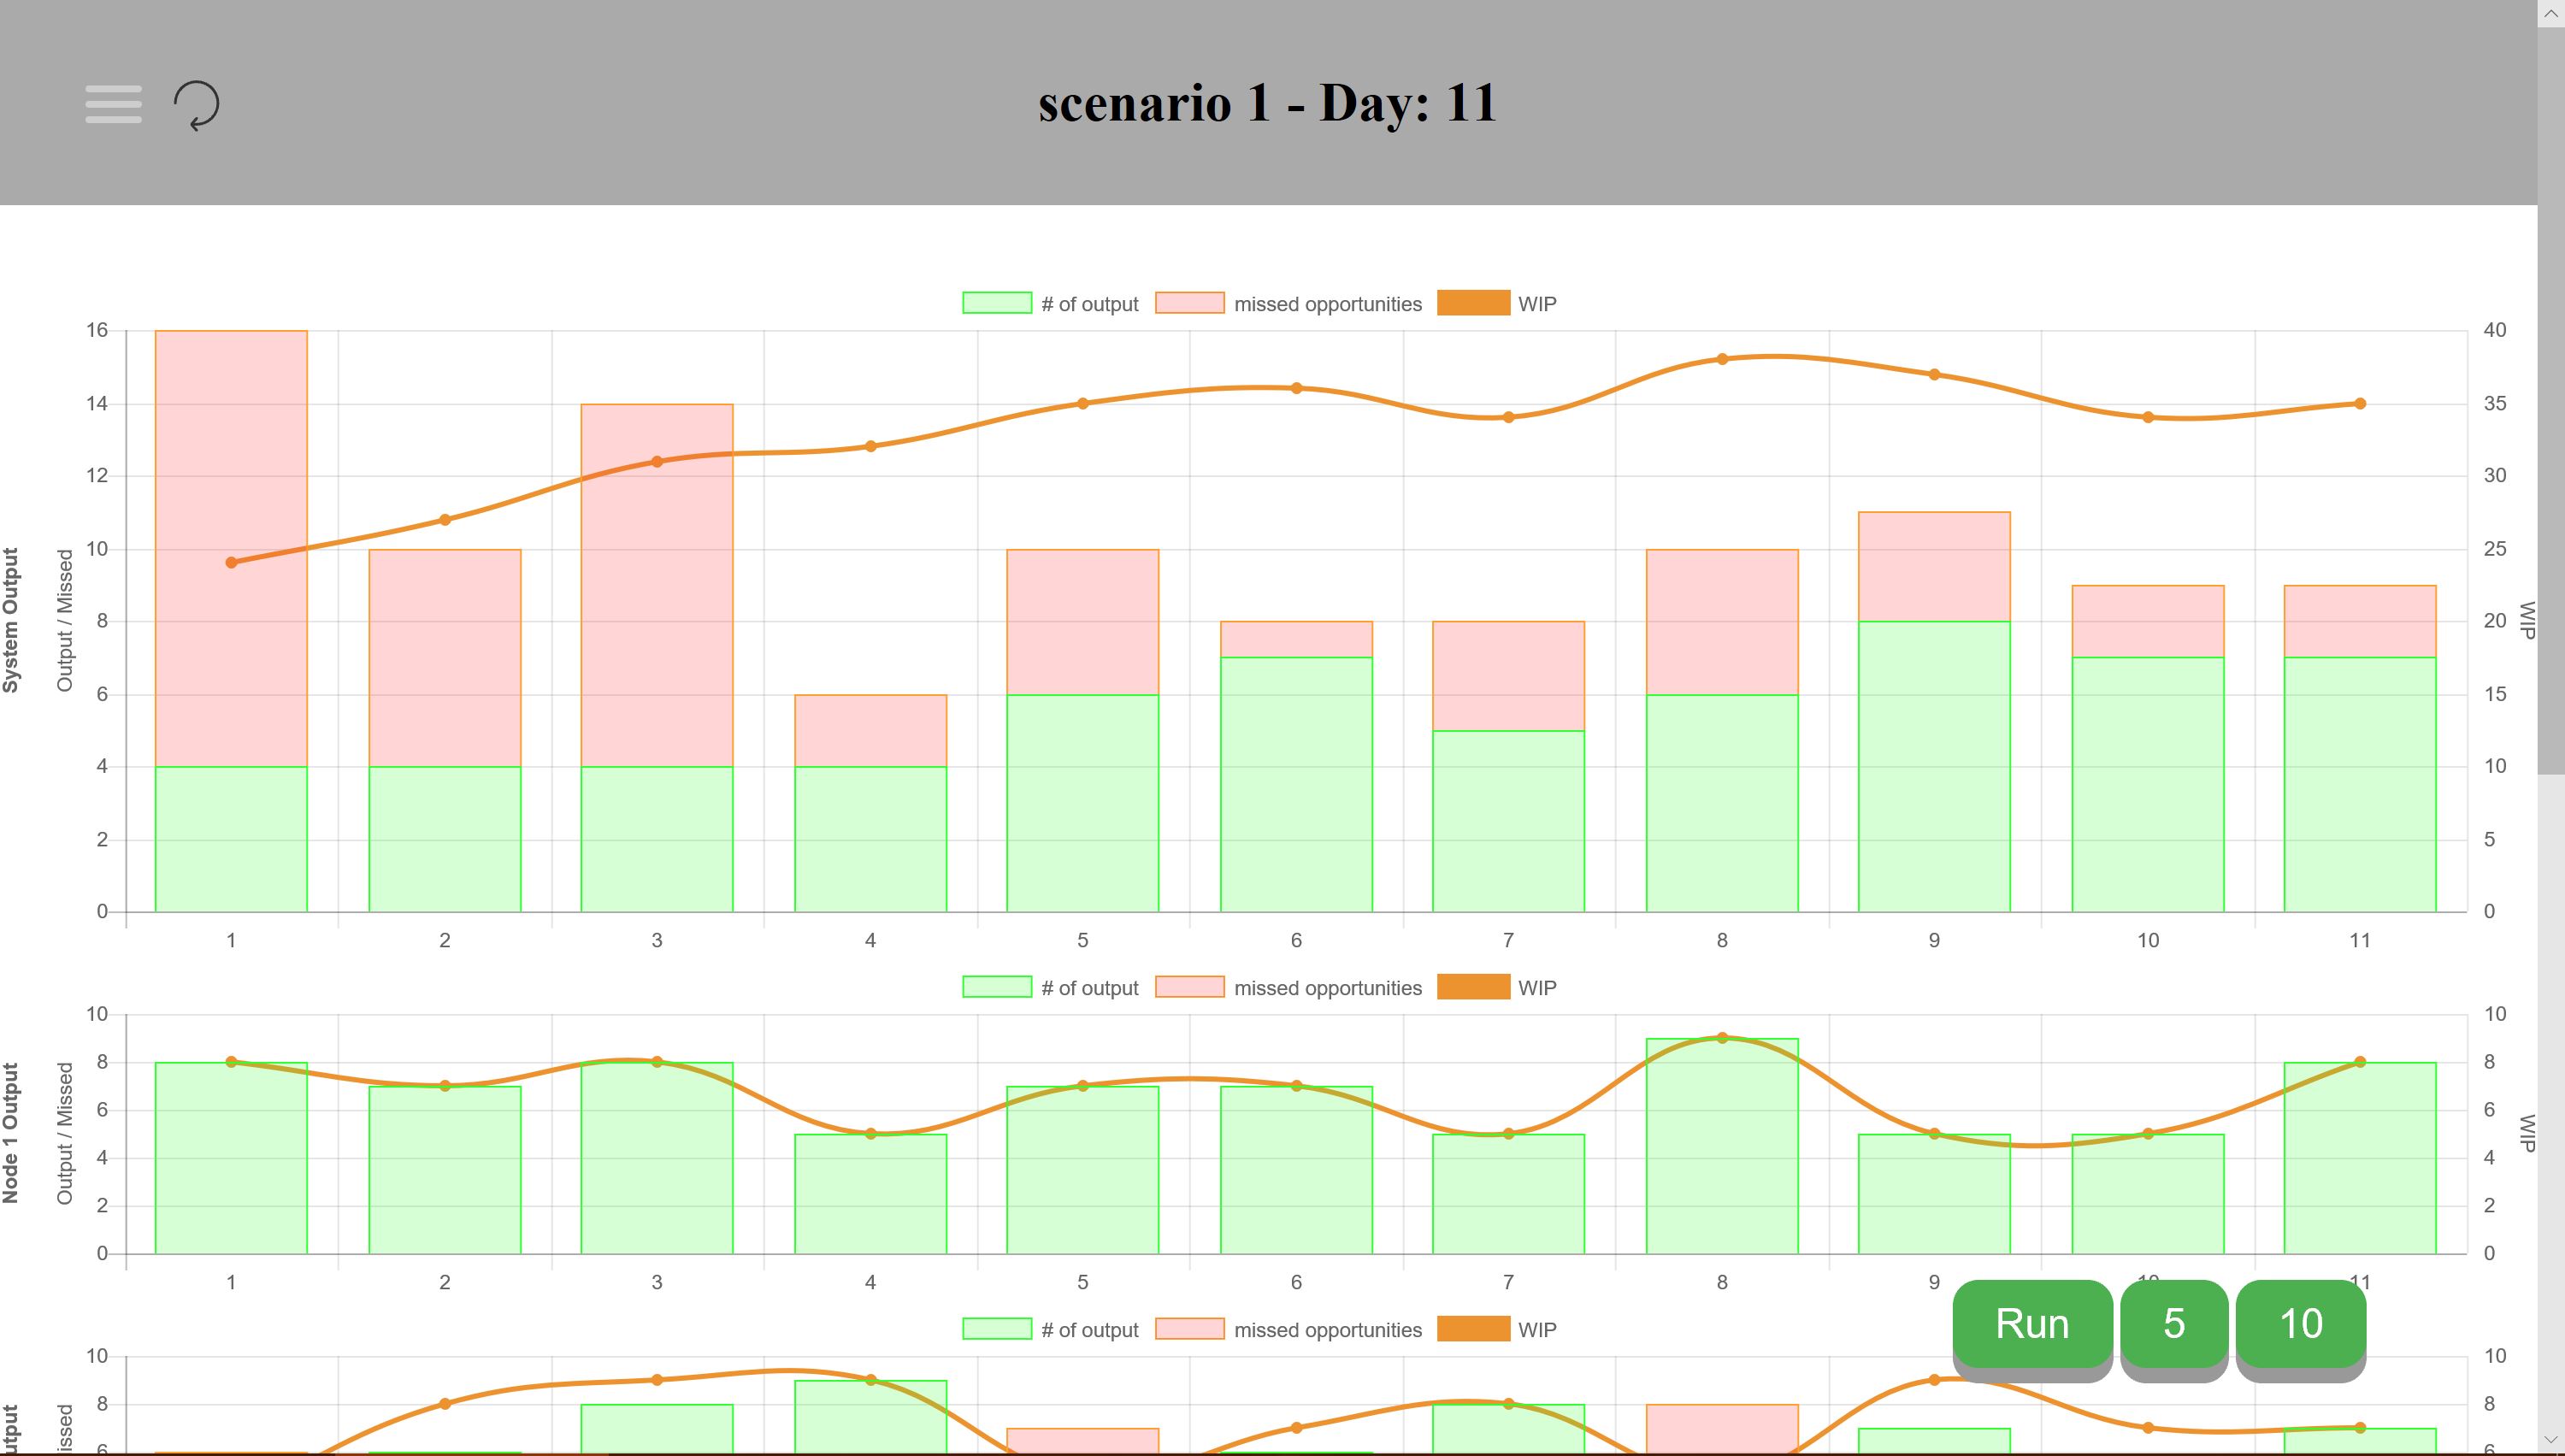 scenario 1 - Day: 11
# of output missed opportunities WIP
16 40
14 35
12 30
10 25
8 20
6 15
4 10
2 5
0 0
System Output
Output / Missed
WIP
1 2 3 4 5 6 7 8 9 10 11
# of output missed opportunities WIP
10 10
8 8
6 6
4 4
2 2
0 0
Node 1 Output
Output / Missed
WIP
1 2 3 4 5 6 7 8 9 10 11
Run 5 10
# of output missed opportunities WIP
10 10
8 8
6 6
utput
issed